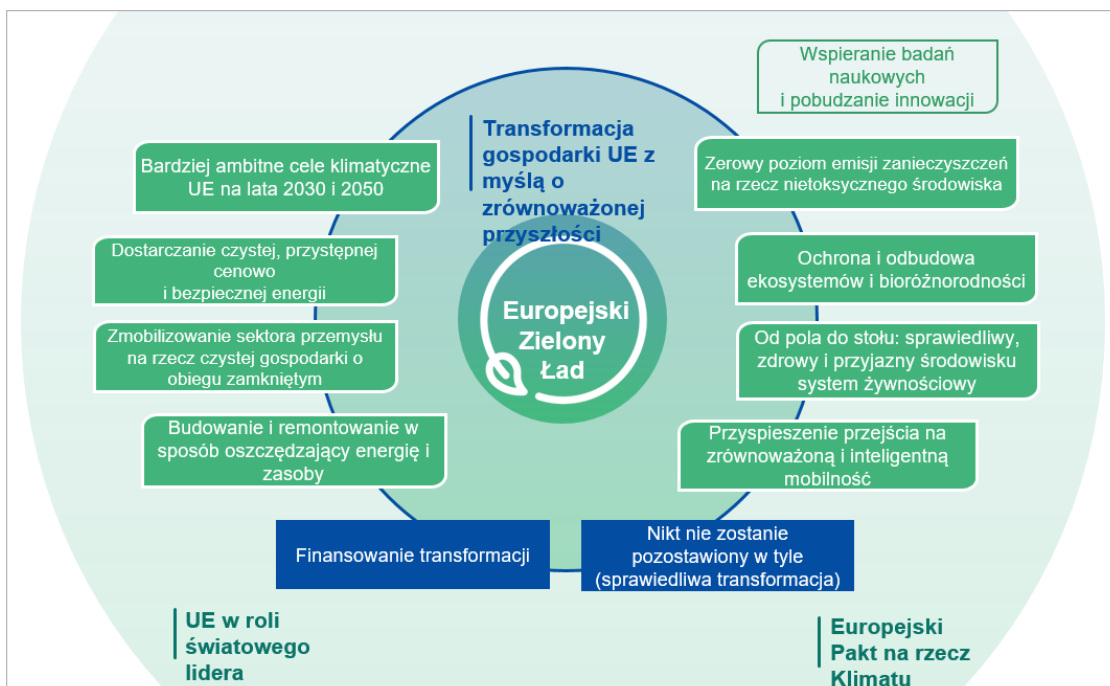 Wspieranie badań
naukowych
i pobudzanie innowacji
Transformacja
gospodarki UE z
myślą o
zrównoważonej
przyszłości
Bardziej ambitne cele klimatyczne
UE na lata 2030 i 2050
Zerowy poziom emisji zanieczyszczeń
na rzecz nietoksycznego środowiska
Dostarczanie czystej, przystępnej
cenowo
i bezpiecznej energii
Ochrona i odbudowa
ekosystemów i bioróżnorodności
Europejski
Zielony
Ład
Zmobilizowanie sektora przemysłu
na rzecz czystej gospodarki o
obiegu zamkniętym
Od pola do stołu: sprawiedliwy,
zdrowy i przyjazny środowisku
system żywnościowy
Budowanie i remontowanie w
sposób oszczędzający energię i
zasoby
Przyspieszenie przejścia na
zrównoważoną i inteligentną
mobilność
Finansowanie transformacji
Nikt nie zostanie
pozostawiony w tyle
(sprawiedliwa transformacja)
UE w roli
światowego
lidera
Europejski
Pakt na rzecz
Klimatu